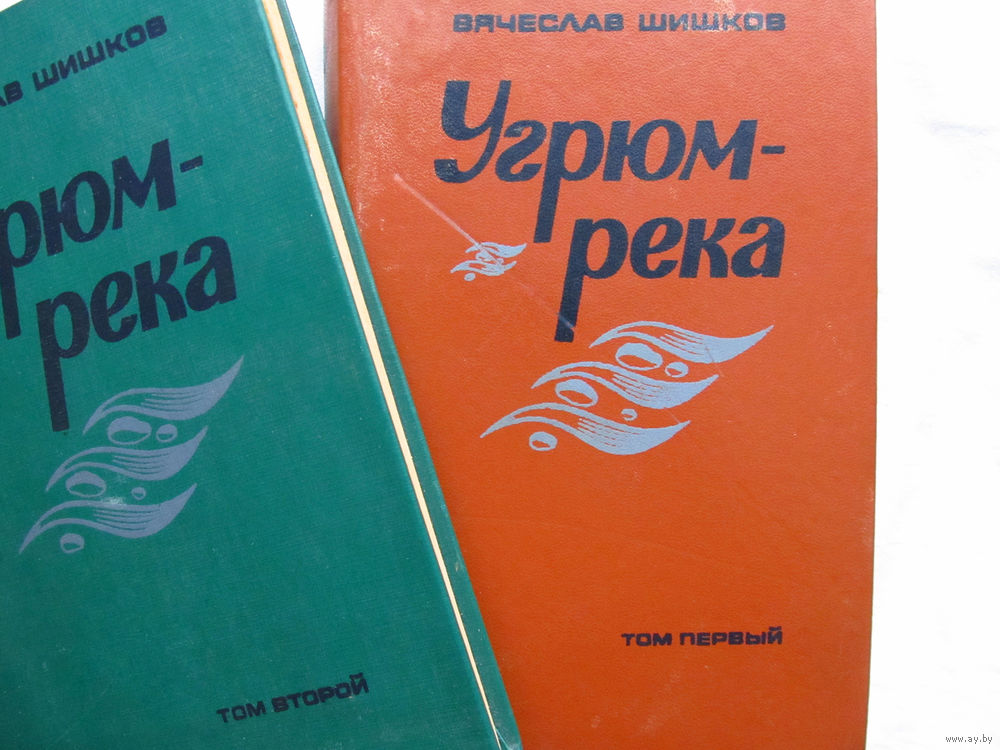 АВ ШИШКОВ
рюм-
река
ТОМ ВТОРОЙ
ВЯЧЕСЛАВ ШИШКОВ
Угрюм-
река
ТОМ ПЕРВЫЙ
www.ay.by